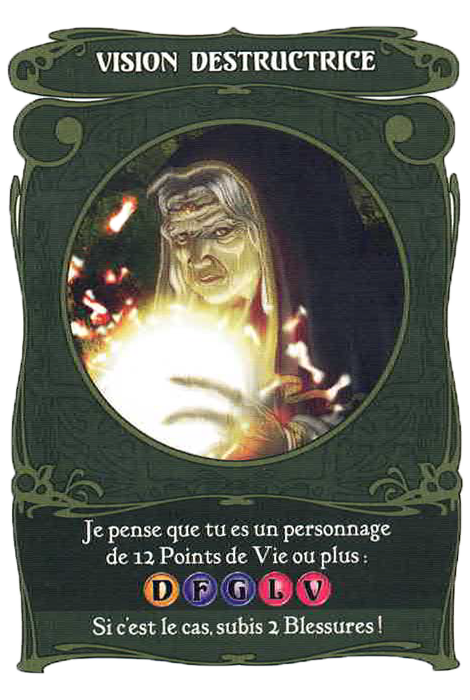 VISION DESTRUCTRICE
Je pense que tu es un personnage
de 12 Points de Vie ou plus :
D F G L V
Si c'est le cas, subis 2 Blessures !